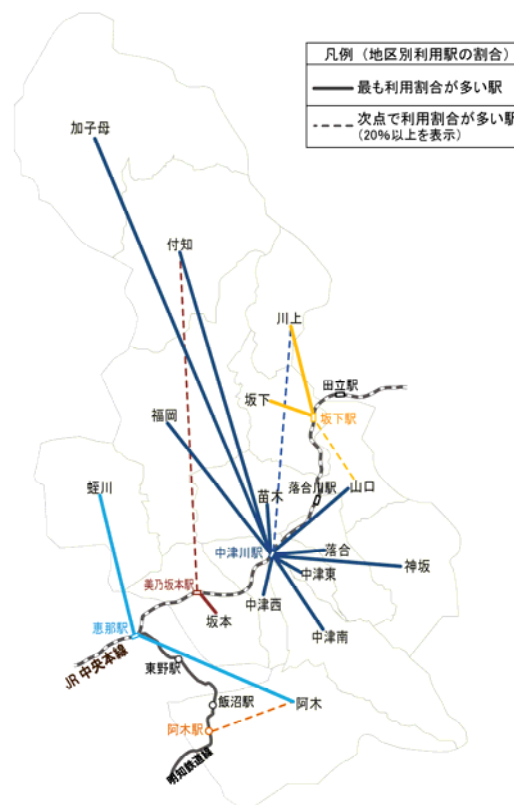 凡例（地区別利用駅の割合）
最も利用割合が多い駅
次点で利用割合が多い駅
（20％以上を表示）
加子母
付知
川上
田立駅
坂下
坂下駅
福岡
蛭川
苗木
落合川駅
山口
中津川駅
落合
中津東
神坂
美乃坂本駅
中津西
坂本
中津南
恵那駅
JR 中央本線
東野駅
飯沼駅
阿木
阿木駅
明知鉄道線